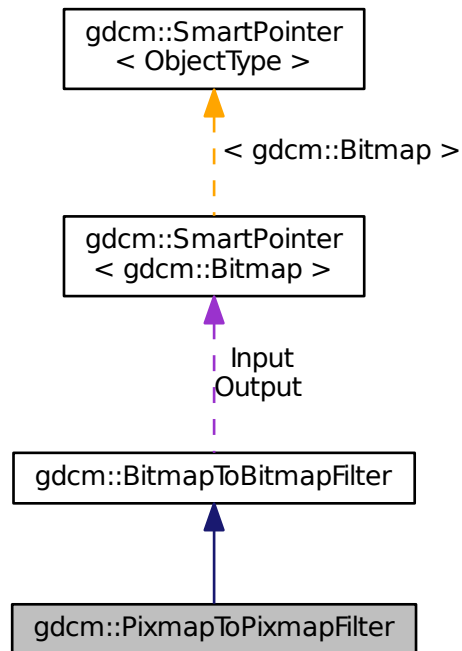 gdcm::SmartPointer
< ObjectType >
< gdcm::Bitmap >
gdcm::SmartPointer
< gdcm::Bitmap >
Input
Output
gdcm::BitmapToBitmapFilter
gdcm::PixmapToPixmapFilter